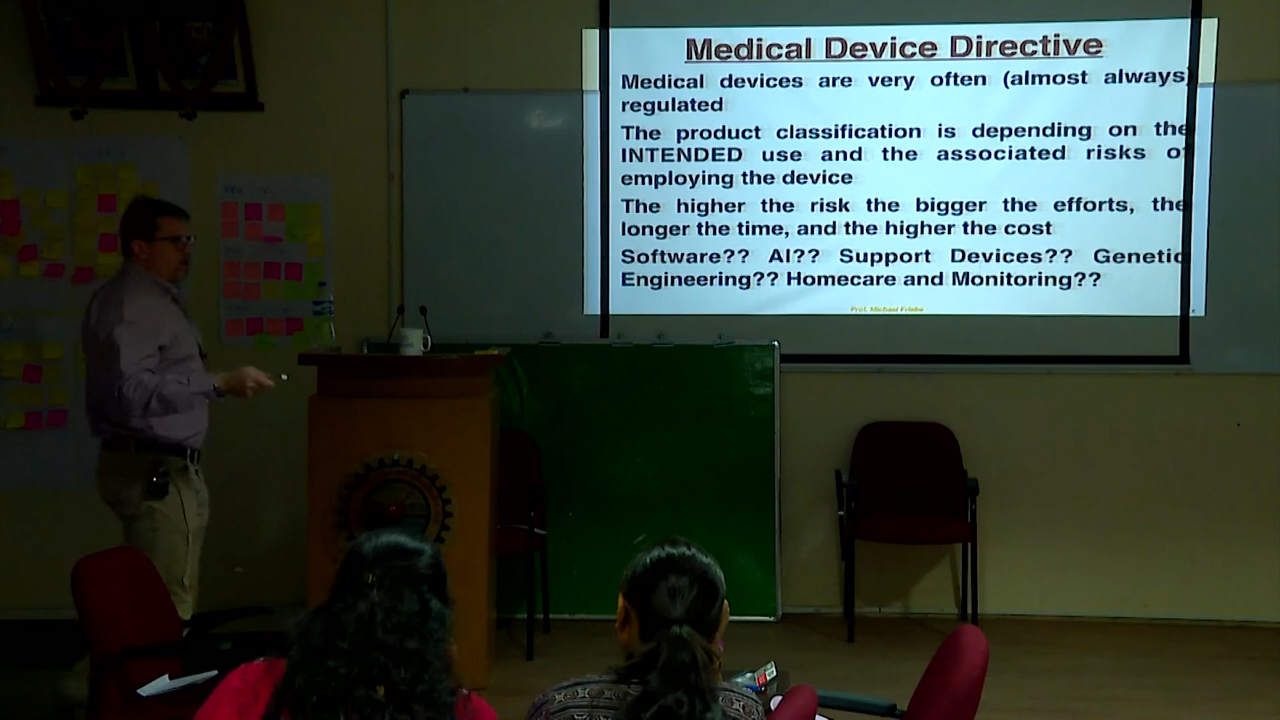 Medical Device Directive
Medical devices are very often (almost always)
regulated
The product classification is depending on the
INTENDED use and the associated risks of
employing the device
The higher the risk the bigger the efforts, the
longer the time, and the higher the cost
Software?? AI?? Support Devices?? Genetic
Engineering?? Homecare and Monitoring??
Prof. Michael Friebe